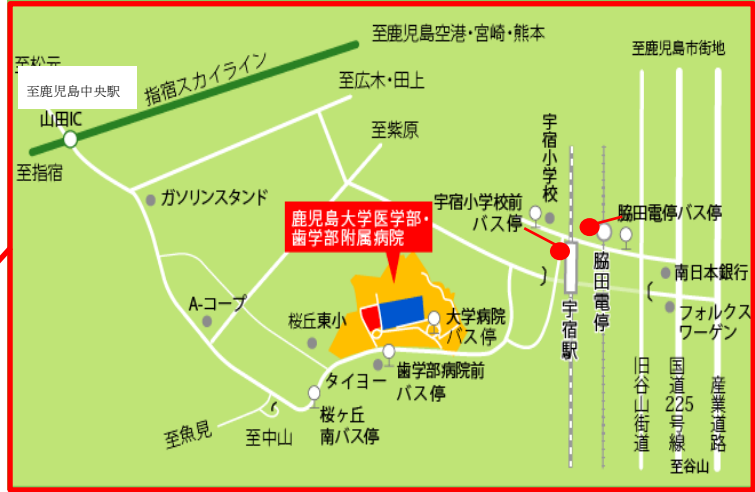 至鹿児島空港・宮崎・熊本
至鹿児島市街地
至松元
至鹿児島中央駅
指宿スカイライン
至広木・田上
山田IC
至柴原
至指宿
宇宿小学校
ガソリンスタンド
宇宿小学校前
バス停
脇田電停バス停
鹿児島大学医学部・
歯学部附属病院
脇田電停
南日本銀行
A-コープ
桜丘東小
大学病院
バス停
宇宿駅
フォルクス
ワーゲン
タイヨー
歯学部病院前
バス停
旧谷山街道
国道225号線
産業道路
桜ヶ丘
南バス停
至魚見
至中山
至谷山